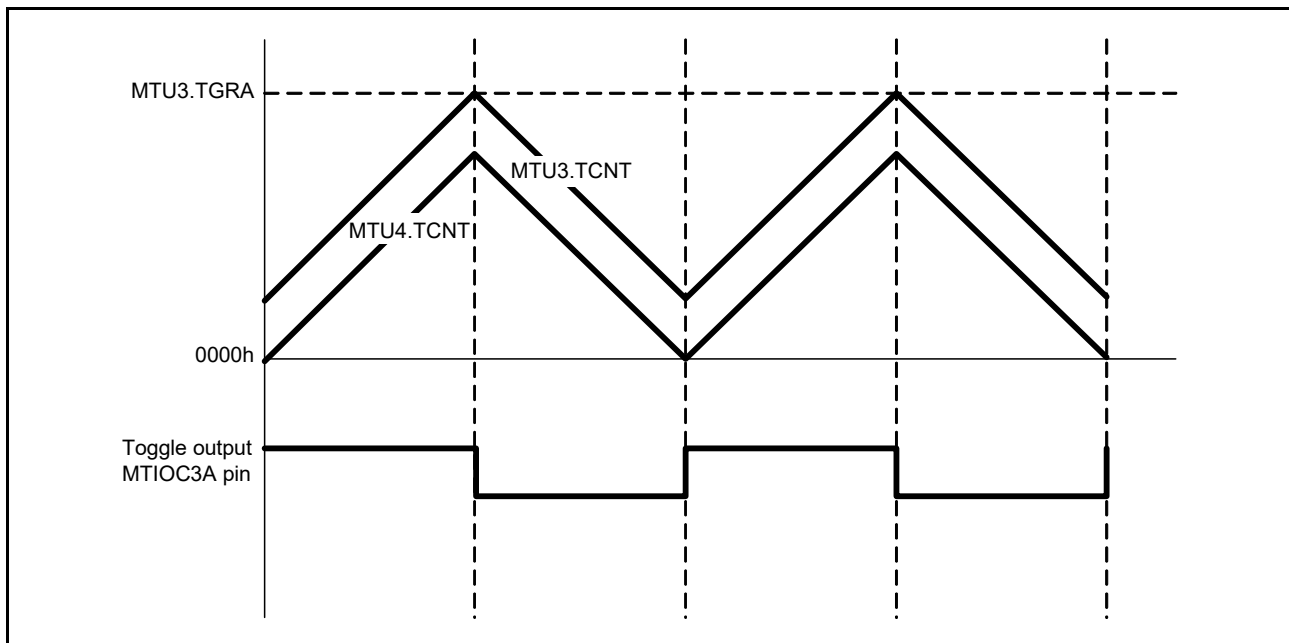 MTU3.TGRA
MTU3.TCNT
MTU4.TCNT
0000h
Toggle output
MTIOC3A pin